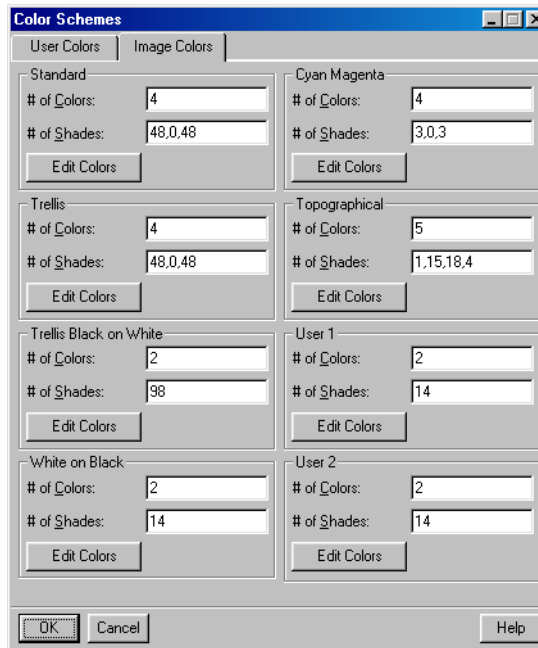 Color Schemes
User Colors
Image Colors
Standard
# of Colors: 4
# of Shades: 48,0,48
Edit Colors
Cyan Magenta
# of Colors: 4
# of Shades: 3,0,3
Edit Colors
Trellis
# of Colors: 4
# of Shades: 48,0,48
Edit Colors
Topographical
# of Colors: 5
# of Shades: 1,15,18,4
Edit Colors
Trellis Black on White
# of Colors: 2
# of Shades: 98
Edit Colors
User 1
# of Colors: 2
# of Shades: 14
Edit Colors
White on Black
# of Colors: 2
# of Shades: 14
Edit Colors
User 2
# of Colors: 2
# of Shades: 14
Edit Colors
OK
Cancel
Help